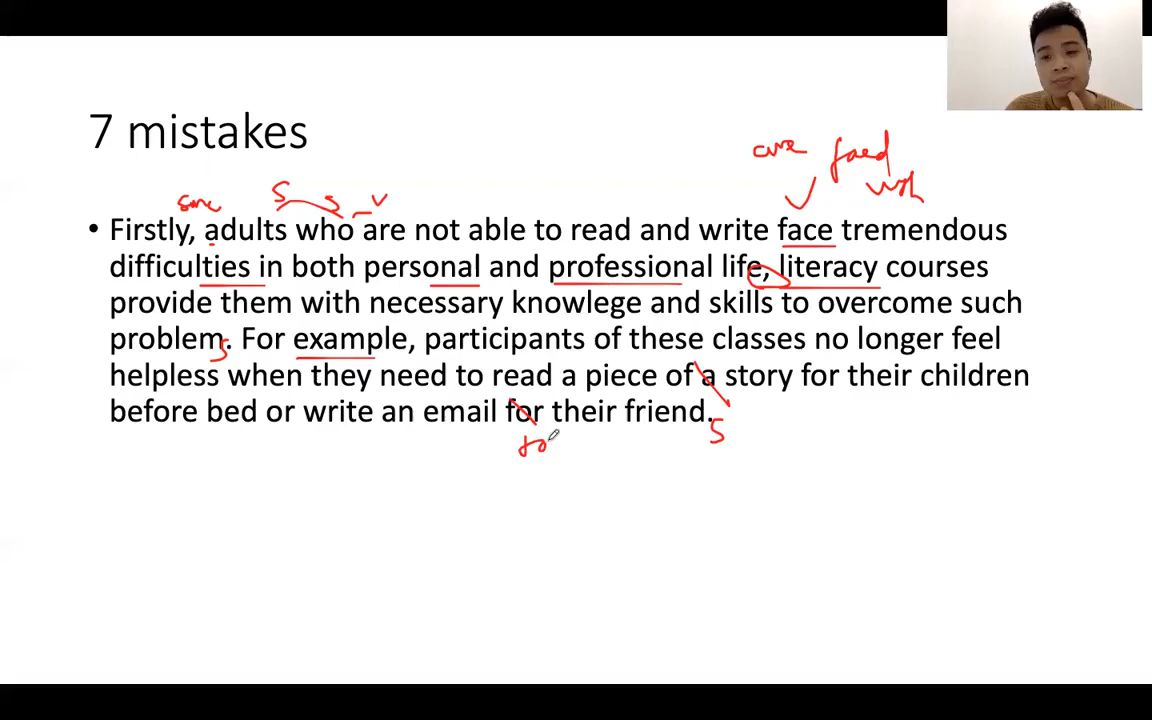 7 mistakes
are faed
with
some S S V
• Firstly, adults who are not able to read and write face tremendous
difficulties in both personal and professional life, literacy courses
provide them with necessary knowlege and skills to overcome such
problem. For example, participants of these classes no longer feel
s
helpless when they need to read a piece of a story for their children
before bed or write an email for their friend.
to s